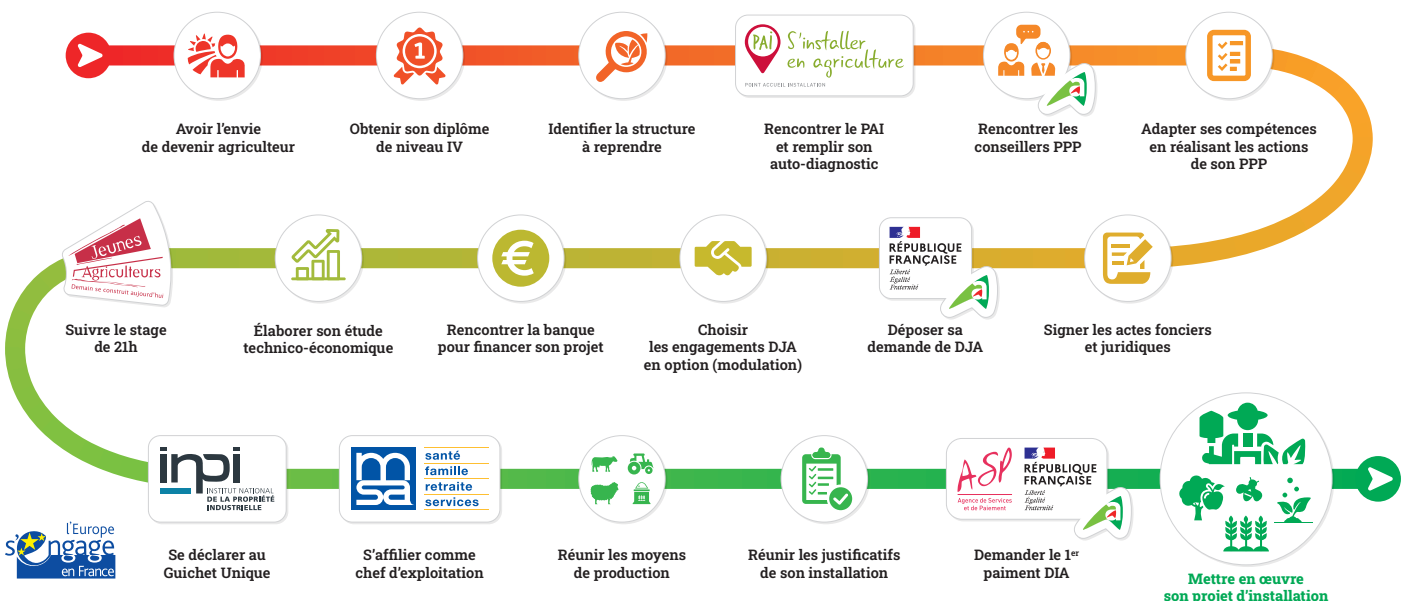 Avoir l'envie
de devenir agriculteur
1
Obtenir son diplôme
de niveau IV
Identifier la structure
à reprendre
PAi S'installer
en agriculture
POINT ACCUEIL INSTALLATION
Rencontrer le PAI
et remplir son
auto-diagnostic
Rencontrer les
conseillers PPP
Adapter ses compétences
en réalisant les actions
de son PPP
Jeunes
Agriculteurs
Demain se construit aujourd'hui
Suivre le stage
de 21h
Élaborer son étude
technico-économique
€
Rencontrer la banque
pour financer son projet
Choisir
les engagements DJA
en option (modulation)
RÉPUBLIQUE
FRANÇAISE
Liberté
Égalité
Fraternité
Déposer sa
demande de DJA
Signer les actes fonciers
et juridiques
l'Europe
s'engage
en France
inpi
INSTITUT NATIONAL
DE LA PROPRIÉTÉ
INDUSTRIELLE
Se déclarer au
Guichet Unique
msa
santé
famille
retraite
services
S'affilier comme
chef d'exploitation
Réunir les moyens
de production
Réunir les justificatifs
de son installation
ASP
Agence de Services
et de Paiement
RÉPUBLIQUE
FRANÇAISE
Liberté
Égalité
Fraternité
Demander le 1er
paiment DIA
Mettre en œuvre
son projet d'installation